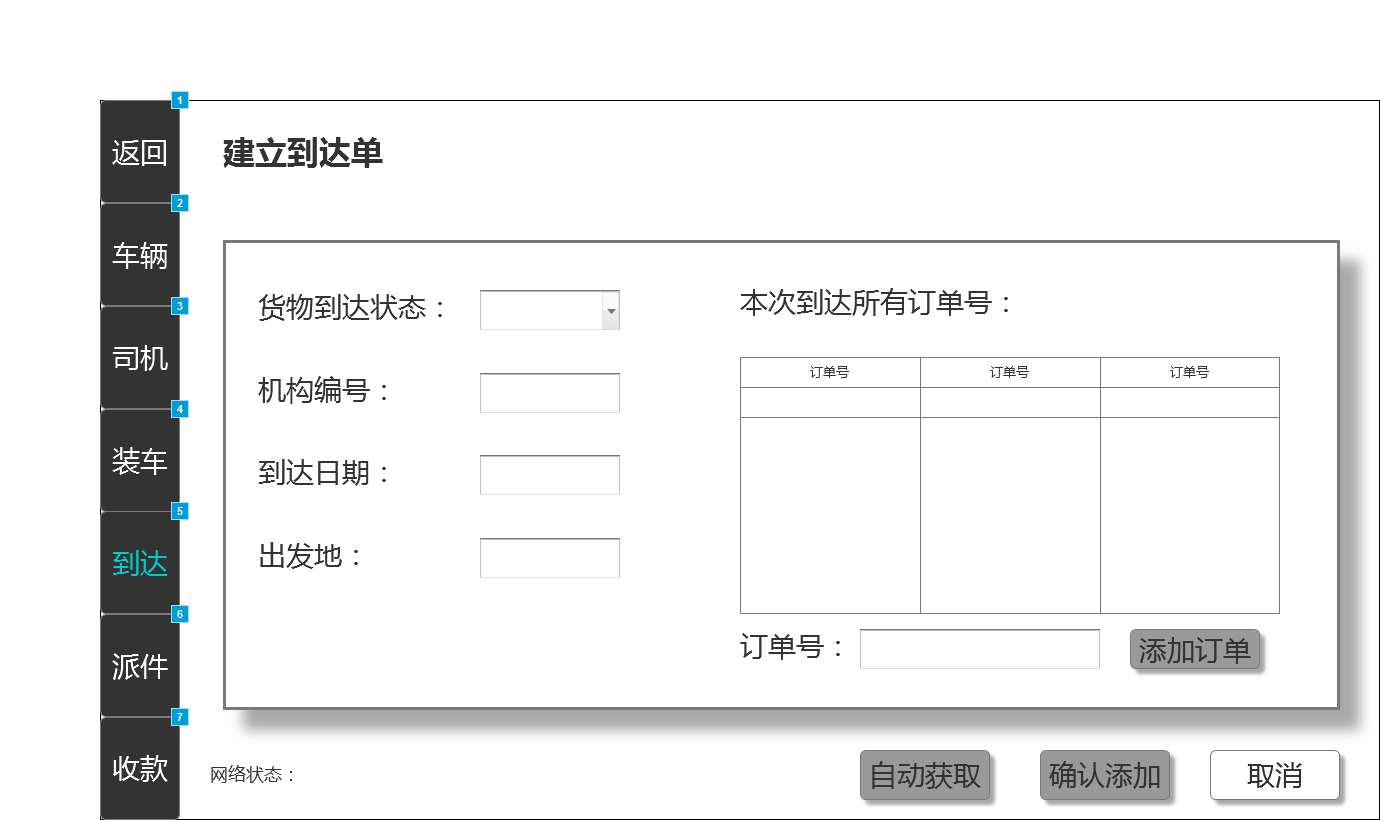 1
返回
2
车辆
3
司机
4
装车
5
到达
6
派件
7
收款
建立到达单
货物到达状态：
机构编号：
到达日期：
出发地：
本次到达所有订单号：
订单号 订单号 订单号
订单号： 添加订单
网络状态： 自动获取 确认添加 取消